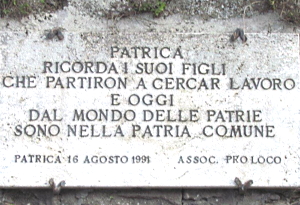 PATRICA
RICORDA I SUOI FIGLI
CHE PARTIRON A CERCAR LAVORO
E OGGI
DAL MONDO DELLE PATRIE
SONO NELLA PATRIA COMUNE
PATRICA 16 AGOSTO 1991 ASSOC. PRO LOCO